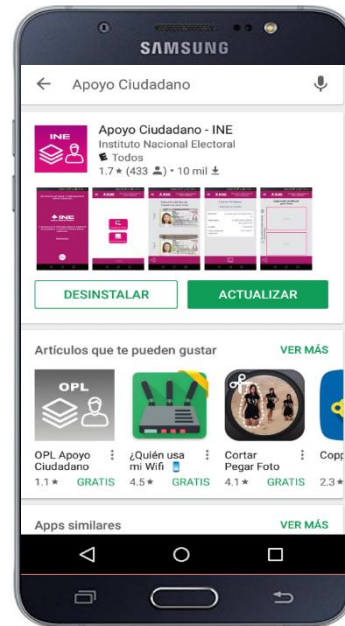 SAMSUNG
Apoyo Ciudadano
INE
Apoyo Ciudadano - INE
Instituto Nacional Electoral
E Todos
1.7★ (433) • 10 mil
INE
DESINSTALAR
ACTUALIZAR
Artículos que te pueden gustar
VER MÁS
OPL
OPL Apoyo Ciudadano
1.1★ GRATIS
¿Quién usa mi Wifi
4.5★ GRATIS
Cortar Pegar Foto
4.1★ GRATIS
Copp
2.3★
Apps similares
VER MÁS